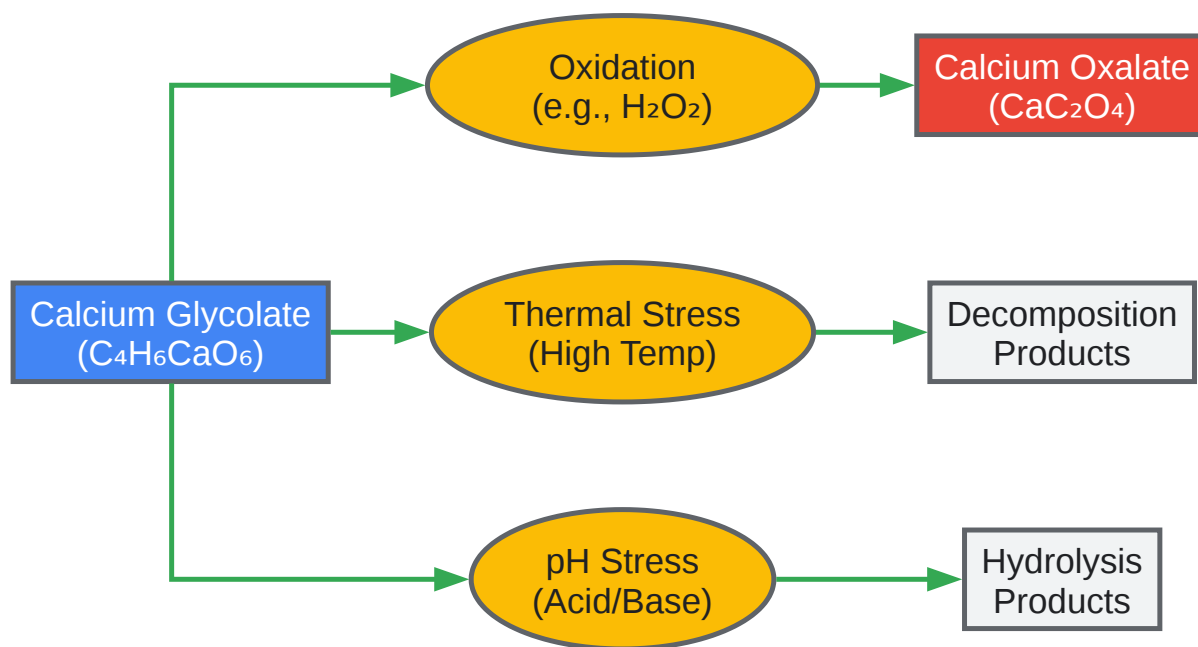 Oxidation
(e.g., H₂O₂)
Calcium Oxalate
(CaC₂O₄)
Calcium Glycolate
(C₄H₆CaO₆)
Thermal Stress
(High Temp)
Decomposition
Products
pH Stress
(Acid/Base)
Hydrolysis
Products